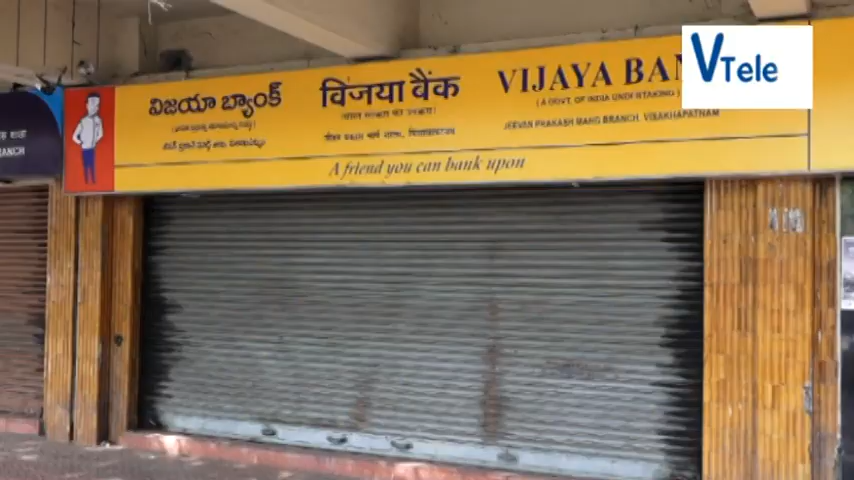 VTele
విజయా బ్యాంక్
विजया बैंक
VIJAYA BAN
(A GOVT. OF INDIA UNDERTAKING)
JEEVAN PRAKASH MARG BRANCH, VISAKHAPATNAM
A friend you can bank upon